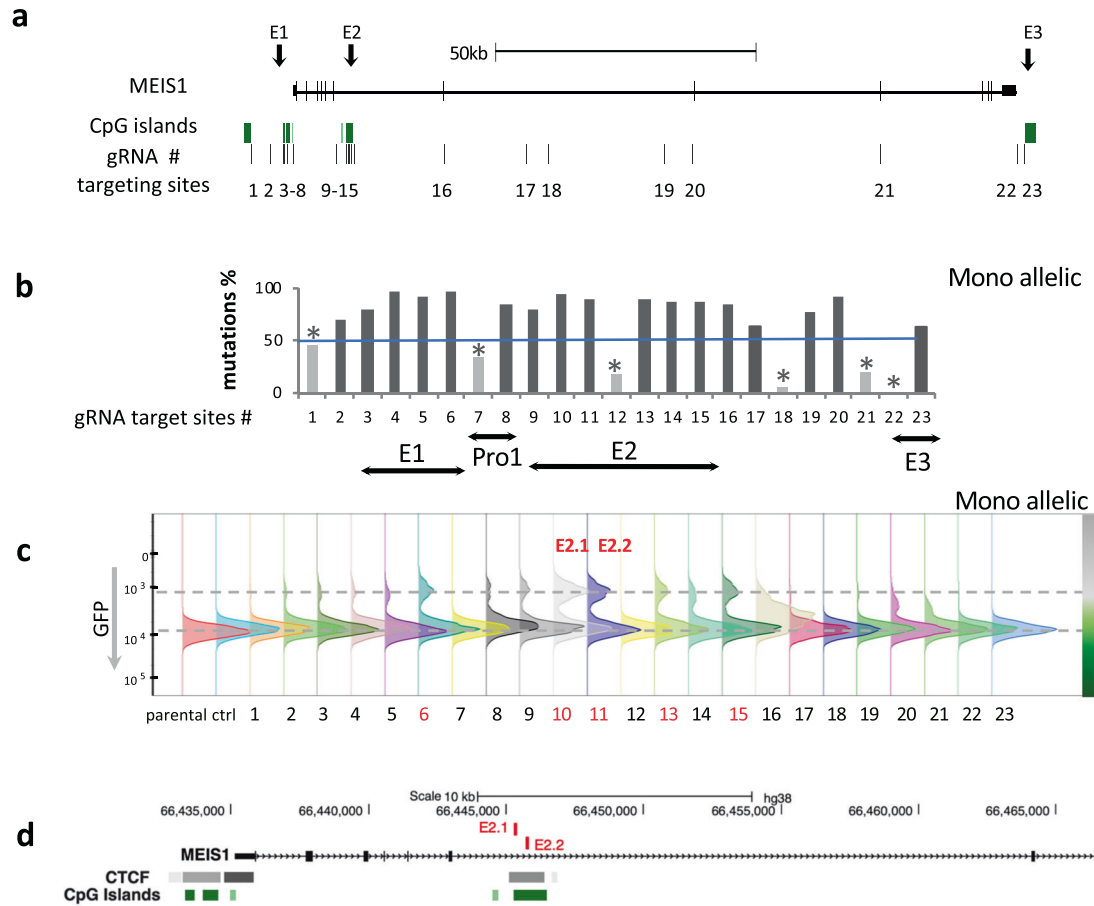 a
E1 E2 E3
50kb
MEIS1
CpG islands
gRNA #
targeting sites
1 2 3-8 9-15 16 17 18 19 20 21 22 23
b
Mono allelic
mutations %
100
50
0
* * * * * *
gRNA target sites #
1 2 3 4 5 6 7 8 9 10 11 12 13 14 15 16 17 18 19 20 21 22 23
E1 Pro1 E2 E3
Mono allelic
c
E2.1 E2.2
GFP
0
10 3
10 4
10 5
parental ctrl 1 2 3 4 5 6 7 8 9 10 11 12 13 14 15 16 17 18 19 20 21 22 23
d
Scale 10 kb hg38
66,435,000 66,440,000 66,445,000 66,450,000 66,455,000 66,460,000 66,465,000
E2.1
E2.2
MEIS1
CTCF
CpG Islands